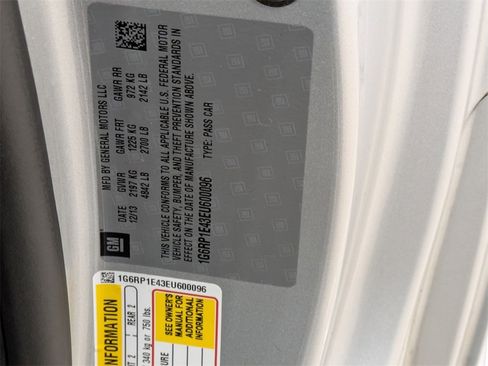 MFD BY GENERAL MOTORS LLC
DATE GVWR GAWR FRT GAWR RR
12/13 2197 KG 1225 KG 972 KG
4842 LB 2700 LB 2142 LB
THIS VEHICLE CONFORMS TO ALL APPLICABLE U.S. FEDERAL MOTOR
VEHICLE SAFETY, BUMPER, AND THEFT PREVENTION STANDARDS IN
EFFECT ON THE DATE OF MANUFACTURE SHOWN ABOVE.
TYPE: PASS CAR
1G6RP1E43EU600096
GM
1G6RP1E43EU600096
INFORMATION
2 REAR 2
340 kg or 750 lbs.
SEE OWNER'S
MANUAL FOR
ADDITIONAL
INFORMATION